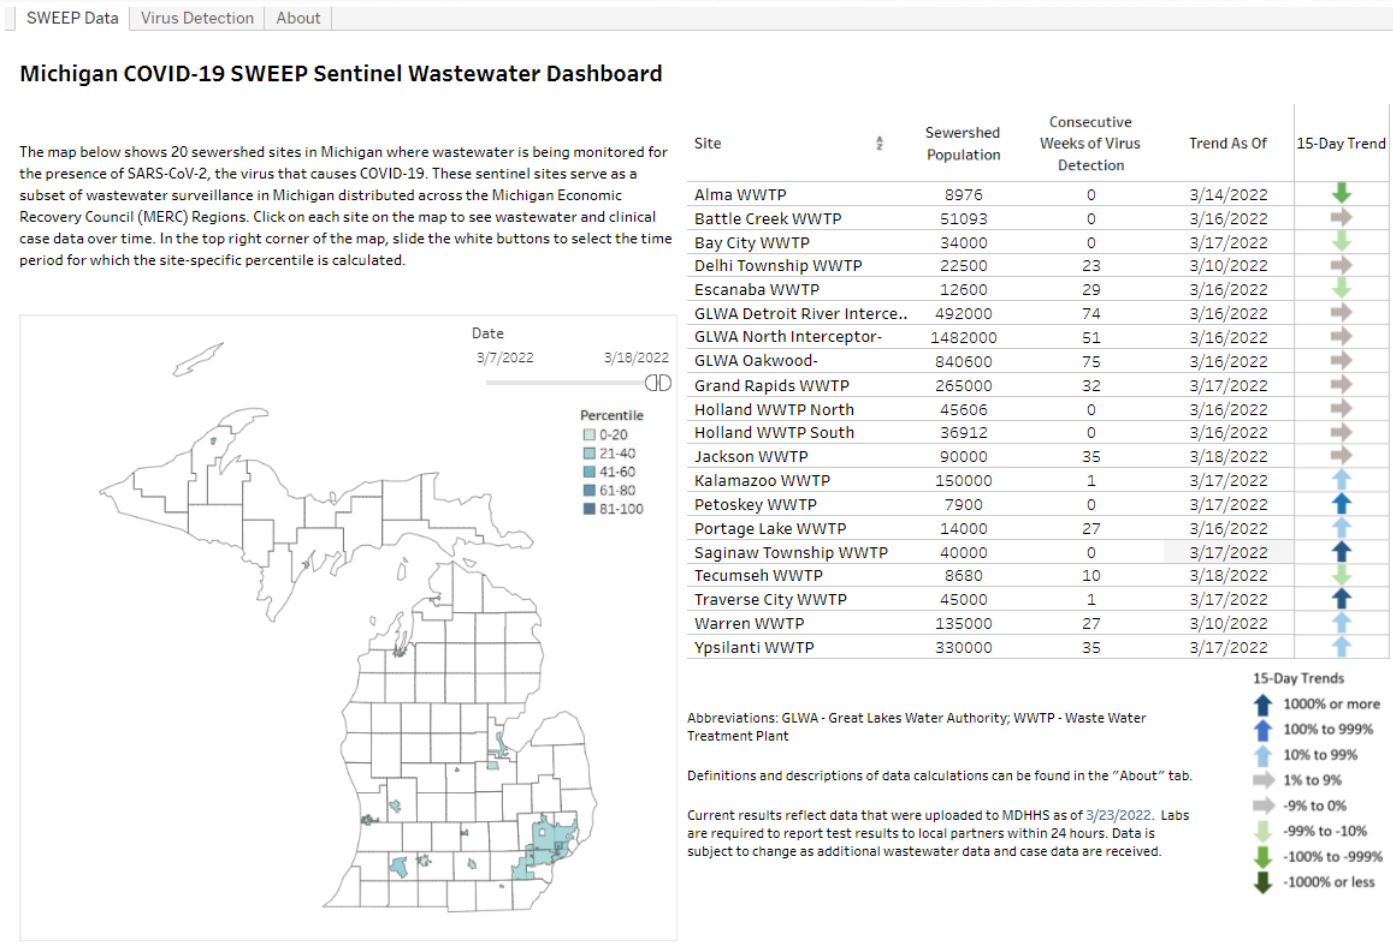 SWEEP Data Virus Detection About
Michigan COVID-19 SWEEP Sentinel Wastewater Dashboard
The map below shows 20 sewershed sites in Michigan where wastewater is being monitored for
the presence of SARS-CoV-2, the virus that causes COVID-19. These sentinel sites serve as a
subset of wastewater surveillance in Michigan distributed across the Michigan Economic
Recovery Council (MERC) Regions. Click on each site on the map to see wastewater and clinical
case data over time. In the top right corner of the map, slide the white buttons to select the time
period for which the site-specific percentile is calculated.
Date
3/7/2022 3/18/2022
Percentile
0-20
21-40
41-60
61-80
81-100
Site Sewershed Population Consecutive Weeks of Virus Detection Trend As Of 15-Day Trend
Alma WWTP 8976 0 3/14/2022
Battle Creek WWTP 51093 0 3/16/2022
Bay City WWTP 34000 0 3/17/2022
Delhi Township WWTP 22500 23 3/10/2022
Escanaba WWTP 12600 29 3/16/2022
GLWA Detroit River Interce.. 492000 74 3/16/2022
GLWA North Interceptor- 1482000 51 3/16/2022
GLWA Oakwood- 840600 75 3/16/2022
Grand Rapids WWTP 265000 32 3/17/2022
Holland WWTP North 45606 0 3/16/2022
Holland WWTP South 36912 0 3/16/2022
Jackson WWTP 90000 35 3/18/2022
Kalamazoo WWTP 150000 1 3/17/2022
Petoskey WWTP 7900 0 3/17/2022
Portage Lake WWTP 14000 27 3/16/2022
Saginaw Township WWTP 40000 0 3/17/2022
Tecumseh WWTP 8680 10 3/18/2022
Traverse City WWTP 45000 1 3/17/2022
Warren WWTP 135000 27 3/10/2022
Ypsilanti WWTP 330000 35 3/17/2022
Abbreviations: GLWA - Great Lakes Water Authority; WWTP - Waste Water
Treatment Plant
Definitions and descriptions of data calculations can be found in the "About" tab.
Current results reflect data that were uploaded to MDHHS as of 3/23/2022. Labs
are required to report test results to local partners within 24 hours. Data is
subject to change as additional wastewater data and case data are received.
15-Day Trends
1000% or more
100% to 999%
10% to 99%
1% to 9%
-9% to 0%
-99% to -10%
-100% to -999%
-1000% or less